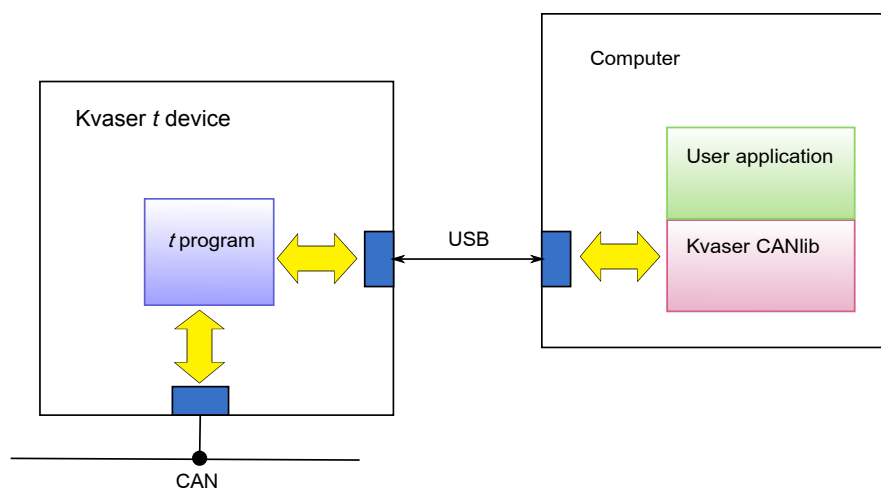 Computer
Kvaser t device
User application
t program
USB
Kvaser CANlib
CAN